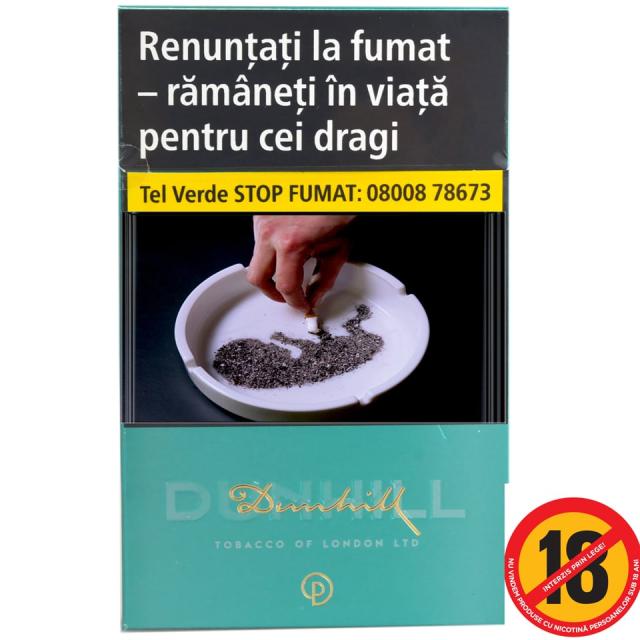 Renunțați la fumat
– rămâneți în viață
pentru cei dragi
Tel Verde STOP FUMAT: 08008 78673
DUNHILL
Dunhill
TOBACCO OF LONDON LTD
18
INTERZIS PRIN LEGE!
NU VINDEM PRODUSE CU NICOTINĂ PERSOANELOR SUB 18 ANI